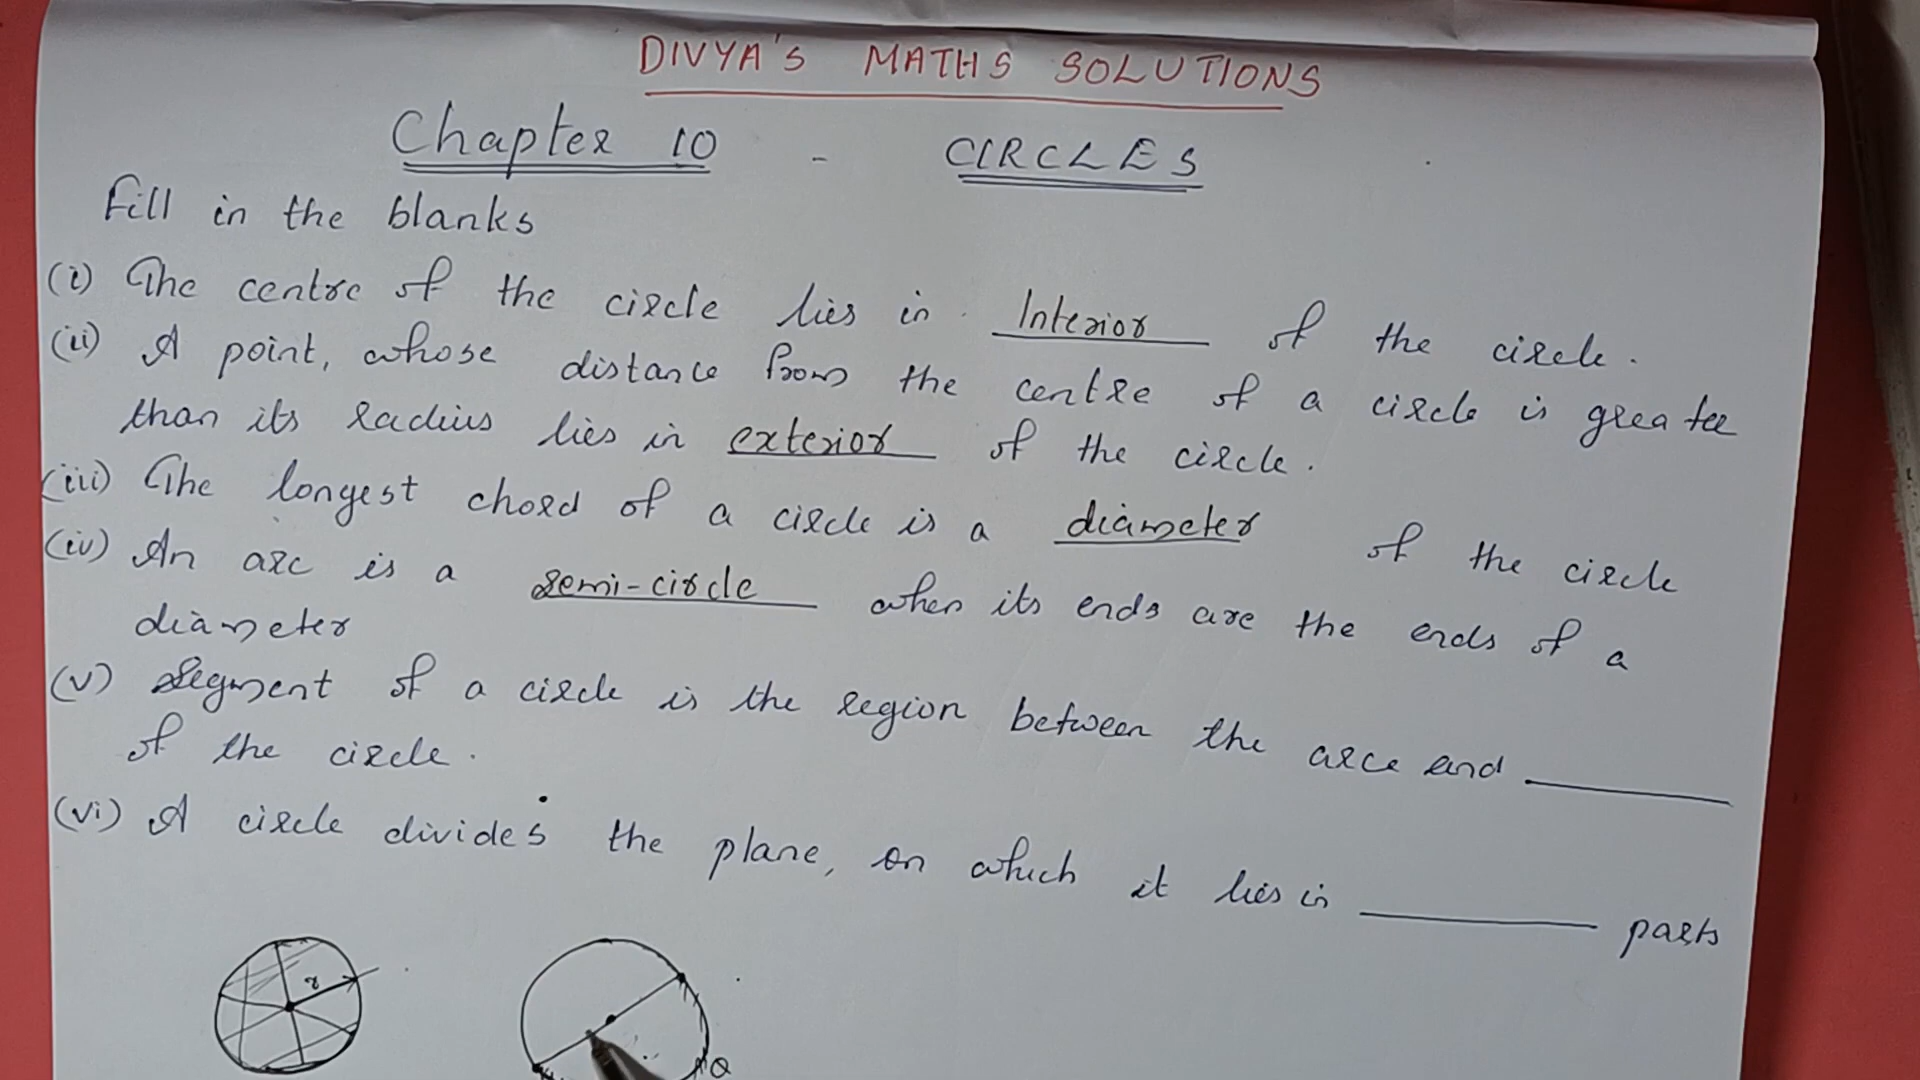 DIVYA'S MATHS SOLUTIONS
Chapter 10 - CIRCLES
Fill in the blanks
(i) The centre of the circle lies in Interior of the circle.
(ii) A point, whose distance from the centre of a circle is greater
than its radius lies in exterior of the circle.
(iii) The longest chord of a circle is a diameter of the circle
(iv) An arc is a semi-circle when its ends are the ends of a
diameter
(v) Segment of a circle is the region between the arce and ______
of the circle.
(vi) A circle divides the plane, on which it lies in ______ parts
r
Q